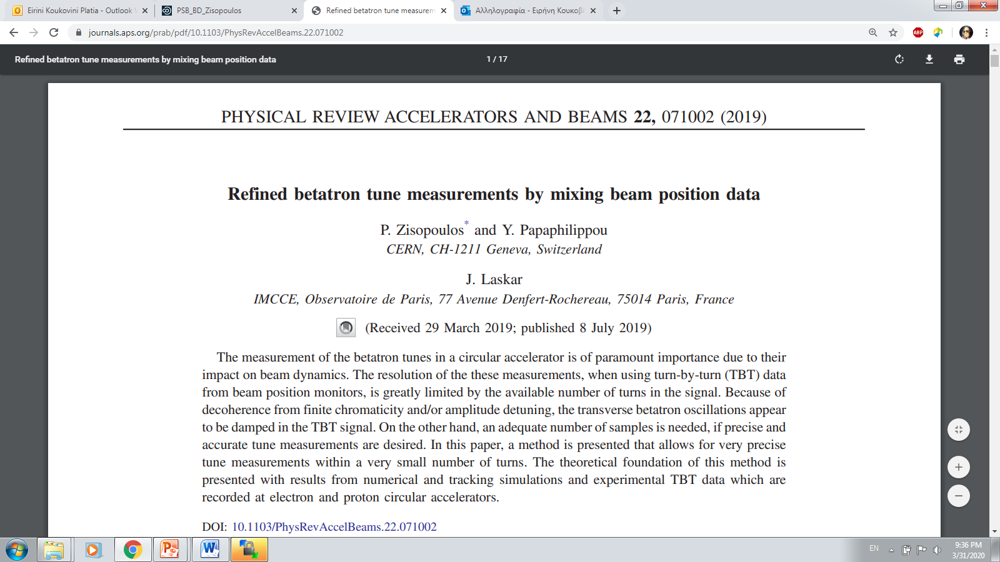 Eirini Koukovini Platia - Outlook
PSB_BD_Zisopoulos
Refined betatron tune measurem
Αλληλογραφία - Ειρήνη Κουκοβ
journals.aps.org/prab/pdf/10.1103/PhysRevAccelBeams.22.071002
ABP
Refined betatron tune measurements by mixing beam position data
1 / 17
PHYSICAL REVIEW ACCELERATORS AND BEAMS 22, 071002 (2019)
Refined betatron tune measurements by mixing beam position data
P. Zisopoulos* and Y. Papaphilippou
CERN, CH-1211 Geneva, Switzerland
J. Laskar
IMCCE, Observatoire de Paris, 77 Avenue Denfert-Rochereau, 75014 Paris, France
(Received 29 March 2019; published 8 July 2019)
The measurement of the betatron tunes in a circular accelerator is of paramount importance due to their
impact on beam dynamics. The resolution of the these measurements, when using turn-by-turn (TBT) data
from beam position monitors, is greatly limited by the available number of turns in the signal. Because of
decoherence from finite chromaticity and/or amplitude detuning, the transverse betatron oscillations appear
to be damped in the TBT signal. On the other hand, an adequate number of samples is needed, if precise and
accurate tune measurements are desired. In this paper, a method is presented that allows for very precise
tune measurements within a very small number of turns. The theoretical foundation of this method is
presented with results from numerical and tracking simulations and experimental TBT data which are
recorded at electron and proton circular accelerators.
DOI: 10.1103/PhysRevAccelBeams.22.071002
EN
9:36 PM
3/31/2020